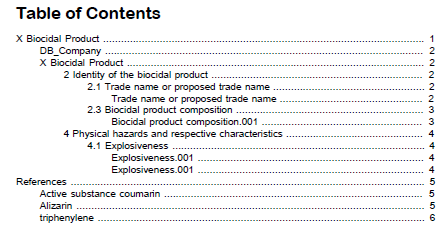 Table of Contents
X Biocidal Product 1
DB_Company 2
X Biocidal Product 2
2 Identity of the biocidal product 2
2.1 Trade name or proposed trade name 2
Trade name or proposed trade name 2
2.3 Biocidal product composition 3
Biocidal product composition.001 3
4 Physical hazards and respective characteristics 4
4.1 Explosiveness 4
Explosiveness.001 4
Explosiveness.001 4
References 5
Active substance coumarin 5
Alizarin 5
triphenylene 6